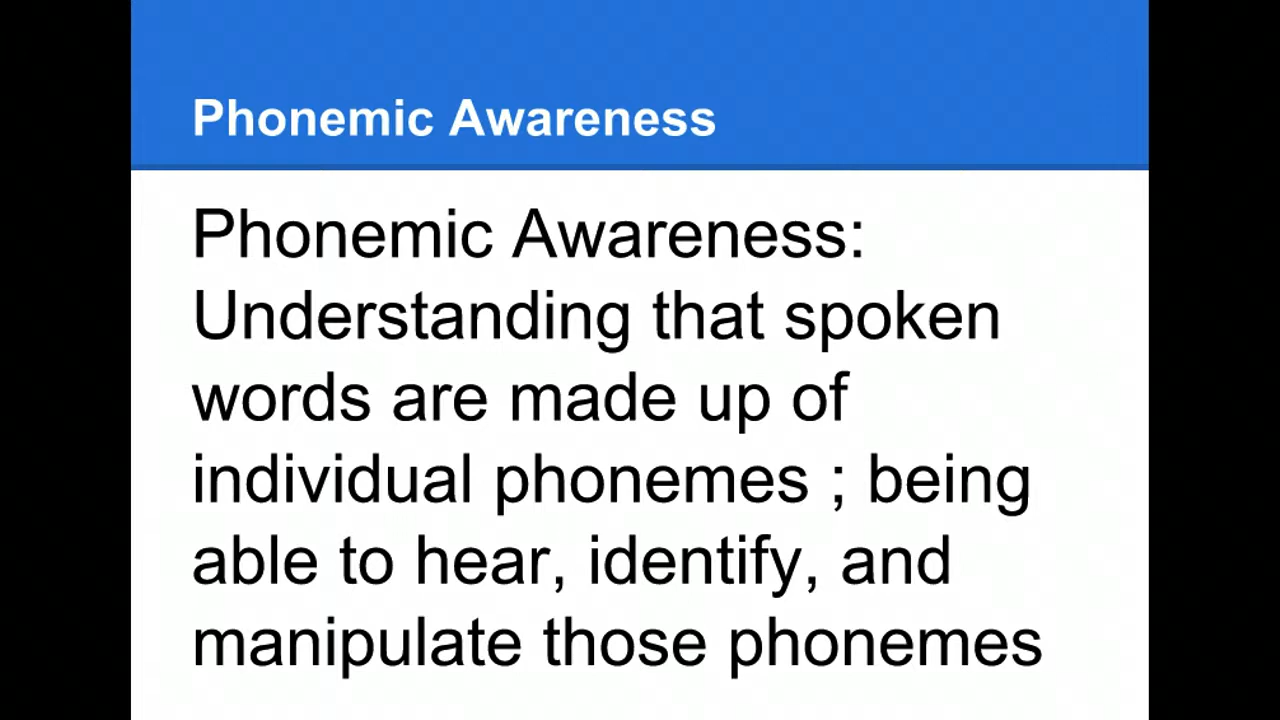 Phonemic Awareness
Phonemic Awareness:
Understanding that spoken
words are made up of
individual phonemes ; being
able to hear, identify, and
manipulate those phonemes